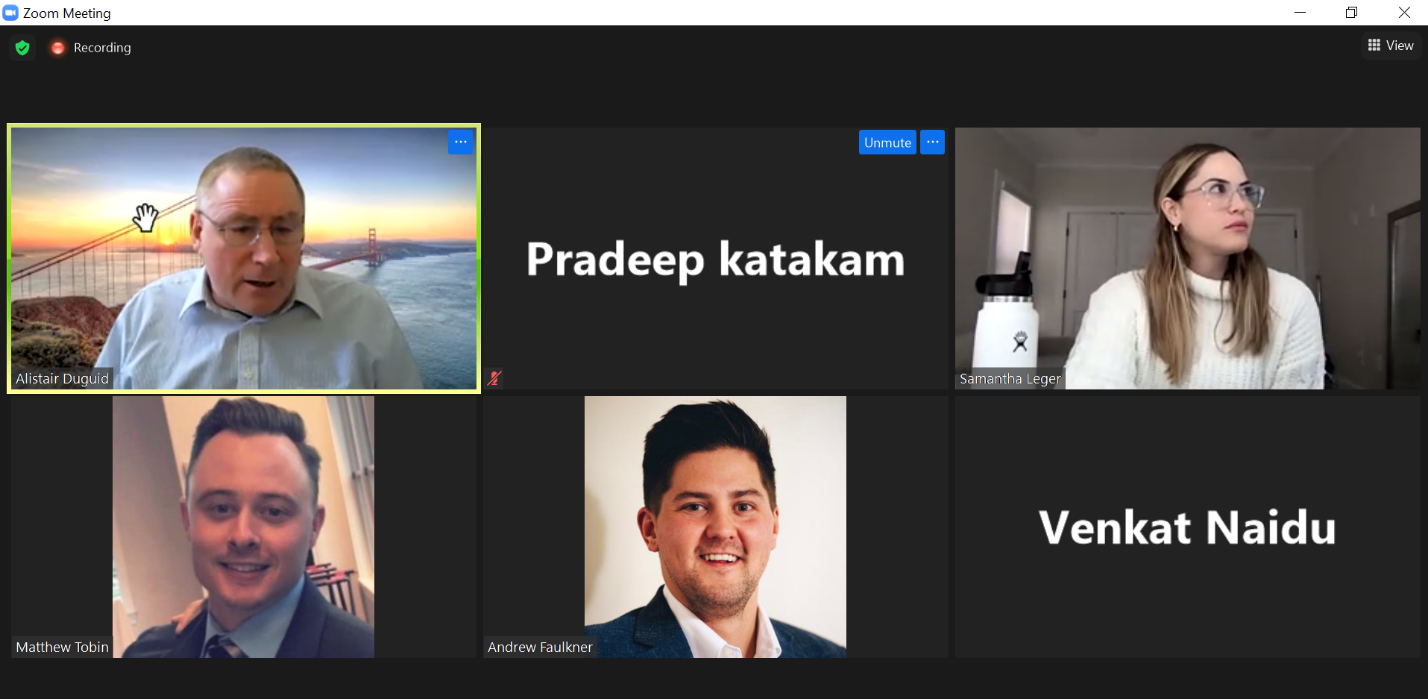 Zoom Meeting
Recording
View
Unmute
Pradeep katakam
Alistair Duguid
Samantha Leger
Venkat Naidu
Matthew Tobin
Andrew Faulkner